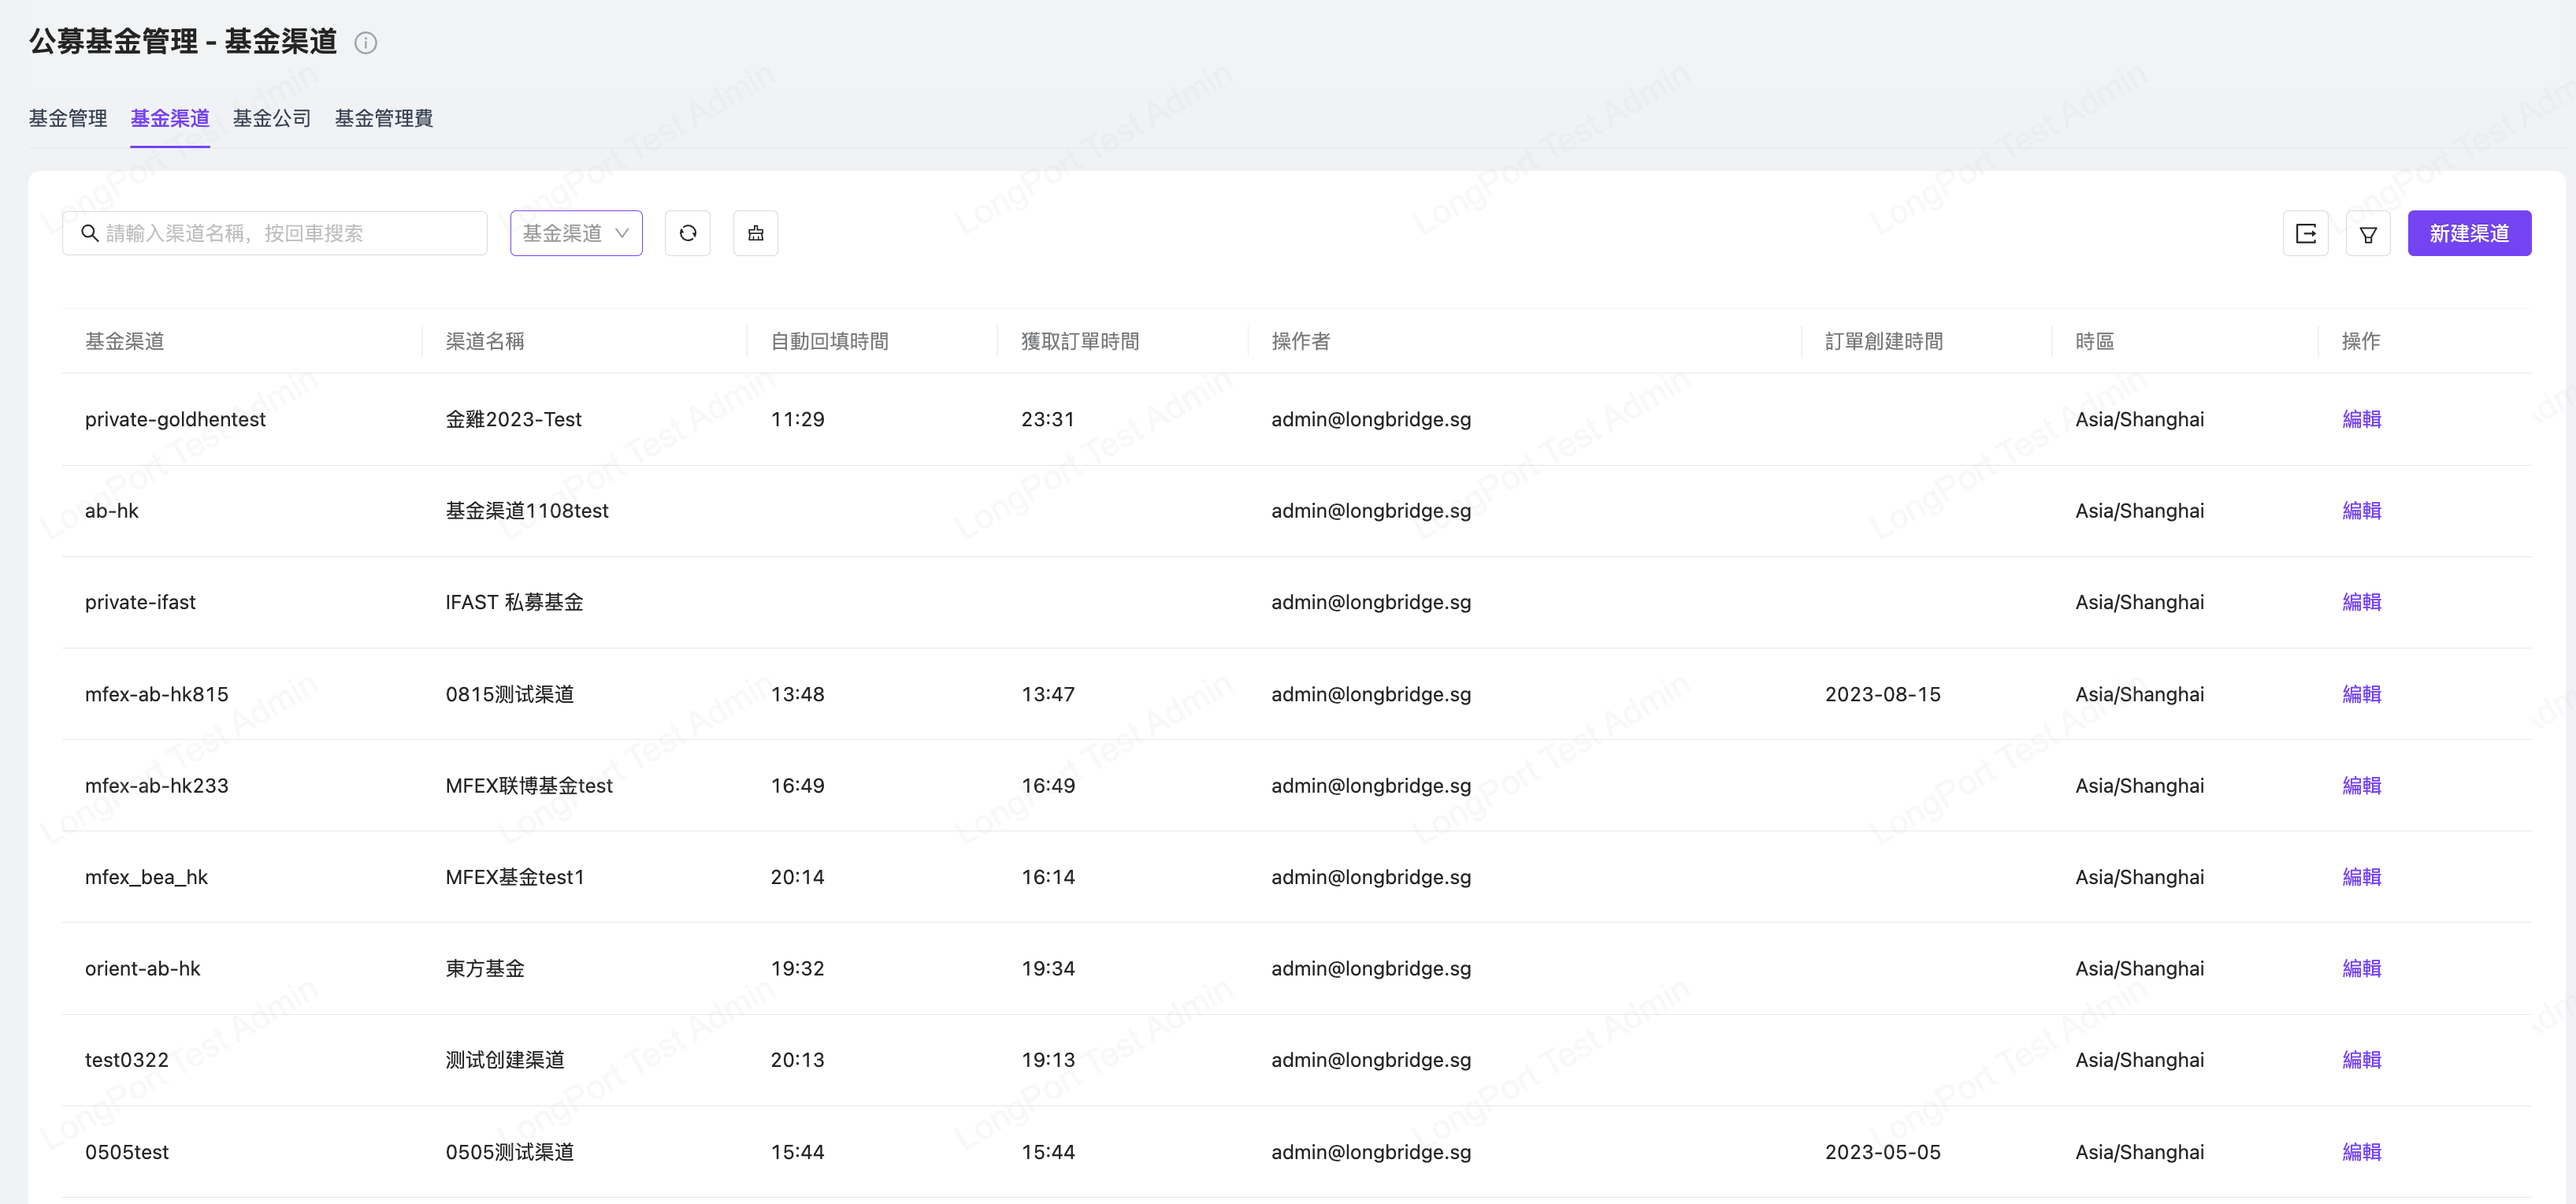 公募基金管理 - 基金渠道
基金管理 基金渠道 基金公司 基金管理費
請輸入渠道名稱，按回車搜索 基金渠道 新建渠道
基金渠道 渠道名稱 自動回填時間 獲取訂單時間 操作者 訂單創建時間 時區 操作
private-goldhentest 金雞2023-Test 11:29 23:31 admin@longbridge.sg Asia/Shanghai 編輯
ab-hk 基金渠道1108test admin@longbridge.sg Asia/Shanghai 編輯
private-ifast IFAST 私募基金 admin@longbridge.sg Asia/Shanghai 編輯
mfex-ab-hk815 0815测试渠道 13:48 13:47 admin@longbridge.sg 2023-08-15 Asia/Shanghai 編輯
mfex-ab-hk233 MFEX联博基金test 16:49 16:49 admin@longbridge.sg Asia/Shanghai 編輯
mfex_bea_hk MFEX基金test1 20:14 16:14 admin@longbridge.sg Asia/Shanghai 編輯
orient-ab-hk 東方基金 19:32 19:34 admin@longbridge.sg Asia/Shanghai 編輯
test0322 测试创建渠道 20:13 19:13 admin@longbridge.sg Asia/Shanghai 編輯
0505test 0505测试渠道 15:44 15:44 admin@longbridge.sg 2023-05-05 Asia/Shanghai 編輯
LongPort Test Admin